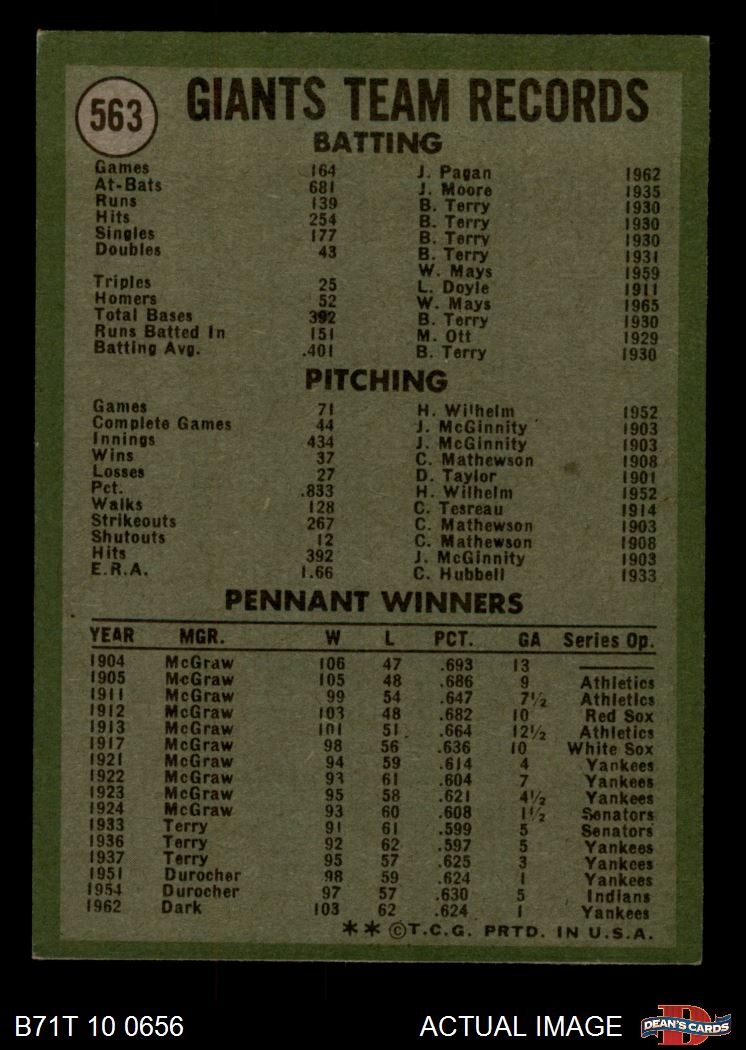 563 GIANTS TEAM RECORDS
BATTING
Games 164 J. Pagan 1962
At-Bats 681 J. Moore 1935
Runs 139 B. Terry 1930
Hits 254 B. Terry 1930
Singles 177 B. Terry 1930
Doubles 43 B. Terry 1931
W. Mays 1959
Triples 25 L. Doyle 1911
Homers 52 W. Mays 1965
Total Bases 392 B. Terry 1930
Runs Batted In 151 M. Ott 1929
Batting Avg. .401 B. Terry 1930
PITCHING
Games 71 H. Wilhelm 1952
Complete Games 44 J. McGinnity 1903
Innings 434 J. McGinnity 1903
Wins 37 C. Mathewson 1908
Losses 27 D. Taylor 1901
Pct. .833 H. Wilhelm 1952
Walks 128 C. Tesreau 1914
Strikeouts 267 C. Mathewson 1903
Shutouts 12 C. Mathewson 1908
Hits 392 J. McGinnity 1903
E.R.A. 1.66 C. Hubbell 1933
PENNANT WINNERS
YEAR MGR. W L PCT. GA Series Op.
1904 McGraw 106 47 .693 13
1905 McGraw 105 48 .686 9 Athletics
1911 McGraw 99 54 .647 7½ Athletics
1912 McGraw 103 48 .682 10 Red Sox
1913 McGraw 101 51 .664 12½ Athletics
1917 McGraw 98 56 .636 10 White Sox
1921 McGraw 94 59 .614 4 Yankees
1922 McGraw 93 61 .604 7 Yankees
1923 McGraw 95 58 .621 4½ Yankees
1924 McGraw 93 60 .608 1½ Senators
1933 Terry 91 61 .599 5 Senators
1936 Terry 92 62 .597 5 Yankees
1937 Terry 95 57 .625 3 Yankees
1951 Durocher 98 59 .624 1 Yankees
1954 Durocher 97 57 .630 5 Indians
1962 Dark 103 62 .624 1 Yankees
** ©T.C.G. PRTD. IN U.S.A.
B71T 10 0656 ACTUAL IMAGE DEAN'S CARDS